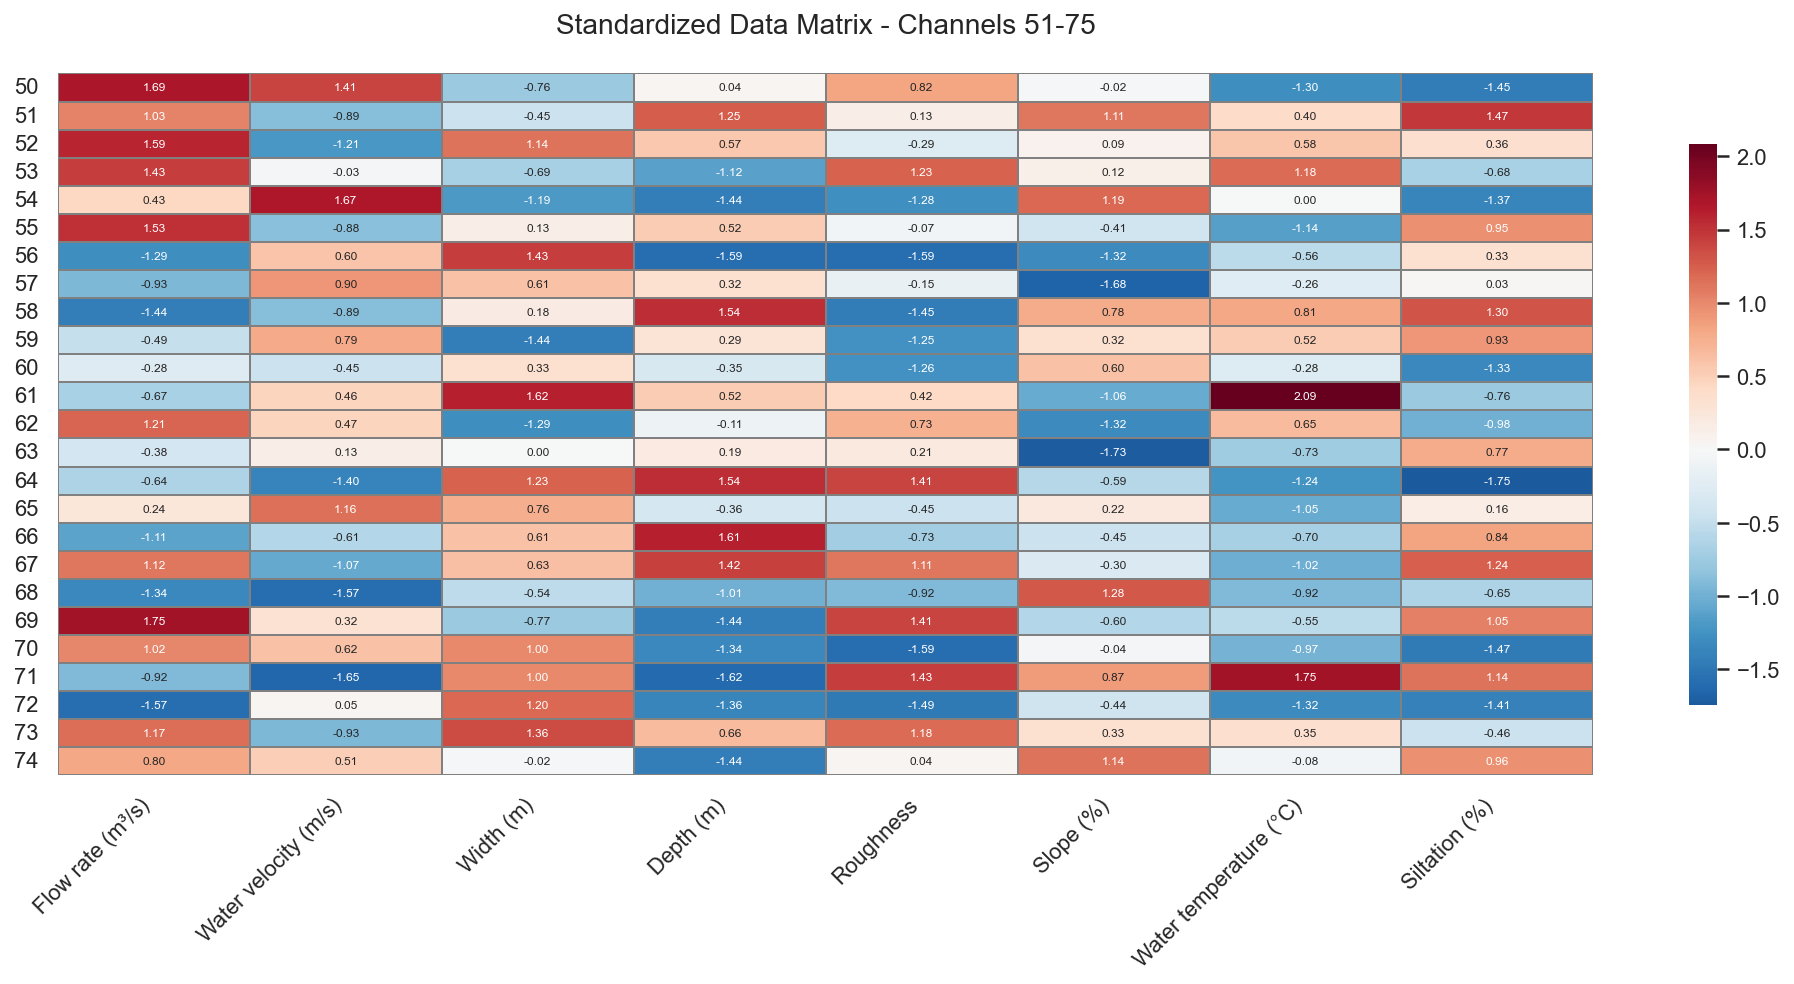 Standardized Data Matrix - Channels 51-75
50 1.69 1.41 -0.76 0.04 0.82 -0.02 -1.30 -1.45
51 1.03 -0.89 -0.45 1.25 0.13 1.11 0.40 1.47
52 1.59 -1.21 1.14 0.57 -0.29 0.09 0.58 0.36
53 1.43 -0.03 -0.69 -1.12 1.23 0.12 1.18 -0.68
54 0.43 1.67 -1.19 -1.44 -1.28 1.19 0.00 -1.37
55 1.53 -0.88 0.13 0.52 -0.07 -0.41 -1.14 0.95
56 -1.29 0.60 1.43 -1.59 -1.59 -1.32 -0.56 0.33
57 -0.93 0.90 0.61 0.32 -0.15 -1.68 -0.26 0.03
58 -1.44 -0.89 0.18 1.54 -1.45 0.78 0.81 1.30
59 -0.49 0.79 -1.44 0.29 -1.25 0.32 0.52 0.93
60 -0.28 -0.45 0.33 -0.35 -1.26 0.60 -0.28 -1.33
61 -0.67 0.46 1.62 0.52 0.42 -1.06 2.09 -0.76
62 1.21 0.47 -1.29 -0.11 0.73 -1.32 0.65 -0.98
63 -0.38 0.13 0.00 0.19 0.21 -1.73 -0.73 0.77
64 -0.64 -1.40 1.23 1.54 1.41 -0.59 -1.24 -1.75
65 0.24 1.16 0.76 -0.36 -0.45 0.22 -1.05 0.16
66 -1.11 -0.61 0.61 1.61 -0.73 -0.45 -0.70 0.84
67 1.12 -1.07 0.63 1.42 1.11 -0.30 -1.02 1.24
68 -1.34 -1.57 -0.54 -1.01 -0.92 1.28 -0.92 -0.65
69 1.75 0.32 -0.77 -1.44 1.41 -0.60 -0.55 1.05
70 1.02 0.62 1.00 -1.34 -1.59 -0.04 -0.97 -1.47
71 -0.92 -1.65 1.00 -1.62 1.43 0.87 1.75 1.14
72 -1.57 0.05 1.20 -1.36 -1.49 -0.44 -1.32 -1.41
73 1.17 -0.93 1.36 0.66 1.18 0.33 0.35 -0.46
74 0.80 0.51 -0.02 -1.44 0.04 1.14 -0.08 0.96
Flow rate (m³/s)
Water velocity (m/s)
Width (m)
Depth (m)
Roughness
Slope (%)
Water temperature (°C)
Siltation (%)
2.0
1.5
1.0
0.5
0.0
−0.5
−1.0
−1.5